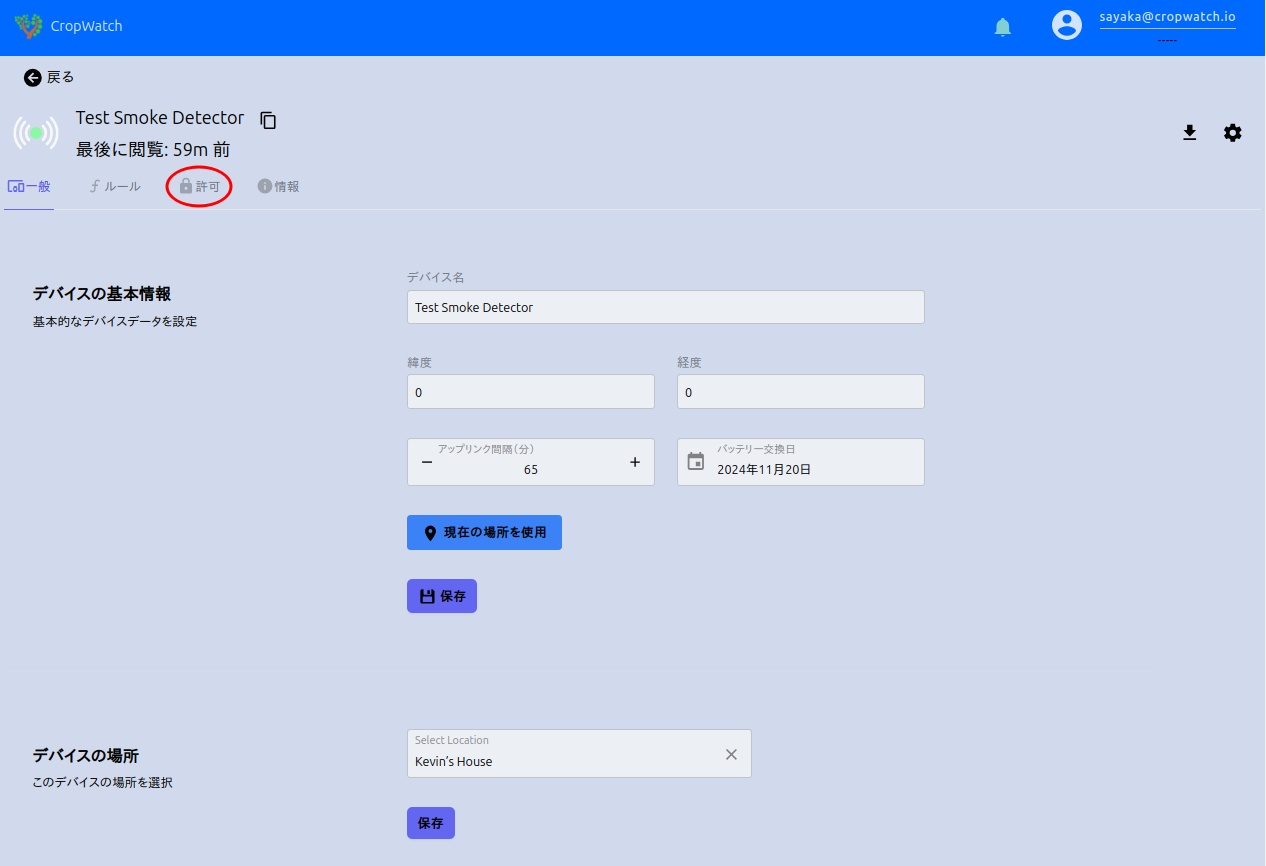 CropWatch
sayaka@cropwatch.io
-----
戻る
Test Smoke Detector
最後に閲覧: 59m 前
一般 ルール 許可 情報
デバイスの基本情報
基本的なデバイスデータを設定
デバイス名
Test Smoke Detector
緯度 経度
0 0
アップリンク間隔(分) バッテリー交換日
65 2024年11月20日
現在の場所を使用
保存
デバイスの場所
このデバイスの場所を選択
Select Location
Kevin's House
保存